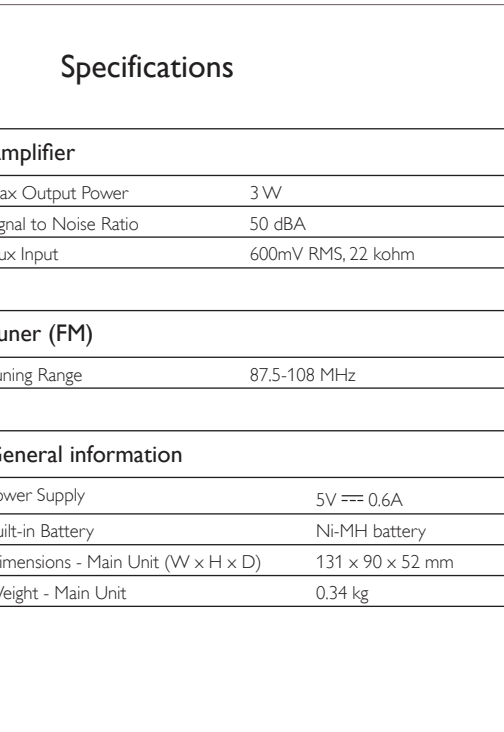 Specifications
mplifier
ax Output Power 3 W
gnal to Noise Ratio 50 dBA
ux Input 600mV RMS, 22 kohm
uner (FM)
uning Range 87.5-108 MHz
General information
ower Supply 5V ⎓ 0.6A
uilt-in Battery Ni-MH battery
imensions - Main Unit (W x H x D) 131 x 90 x 52 mm
Weight - Main Unit 0.34 kg